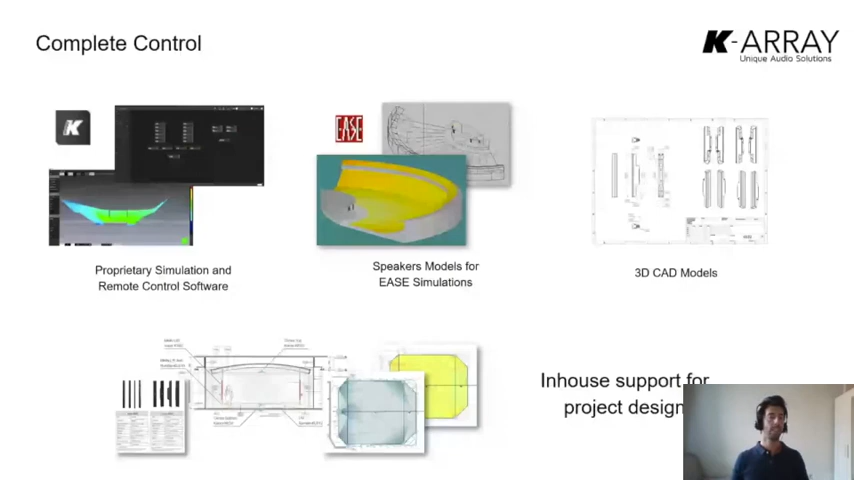 Complete Control
K-ARRAY
Unique Audio Solutions
K
EASE
Proprietary Simulation and
Remote Control Software
Speakers Models for
EASE Simulations
3D CAD Models
Inhouse support for
project design